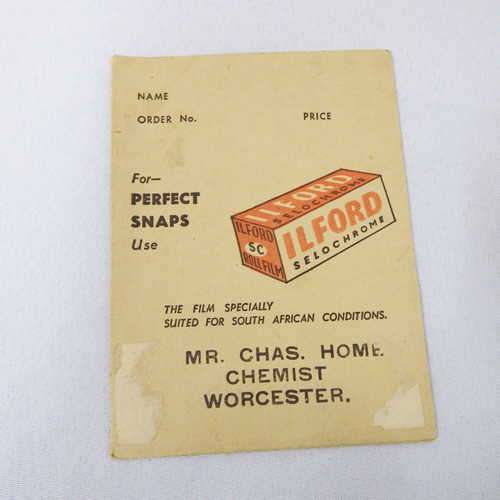 NAME
ORDER No. PRICE
For—
PERFECT
SNAPS
Use
ILFORD
SELOCHROME
ILFORD
SC
ROLL FILM
ILFORD
SELOCHROME
THE FILM SPECIALLY
SUITED FOR SOUTH AFRICAN CONDITIONS.
MR. CHAS. HOME.
CHEMIST
WORCESTER.